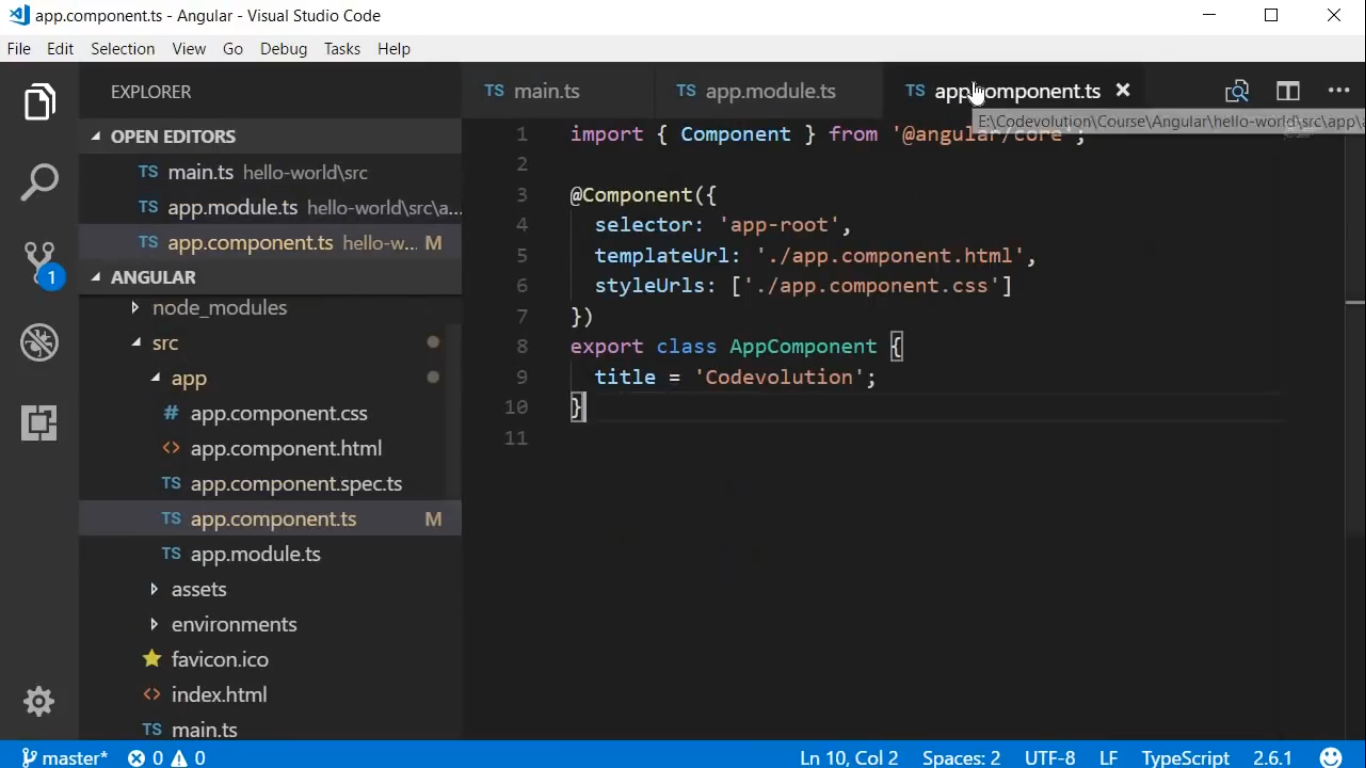 app.component.ts - Angular - Visual Studio Code
File Edit Selection View Go Debug Tasks Help
EXPLORER
OPEN EDITORS
TS main.ts hello-world\src
TS app.module.ts hello-world\src\a...
TS app.component.ts hello-w... M
1
ANGULAR
node_modules
src
app
# app.component.css
<> app.component.html
TS app.component.spec.ts
TS app.component.ts M
TS app.module.ts
assets
environments
favicon.ico
<> index.html
TS main.ts
TS main.ts TS app.module.ts TS app.component.ts
E:\Codevolution\Course\Angular\hello-world\src\app\
1 import { Component } from '@angular/core';
2
3 @Component({
4 selector: 'app-root',
5 templateUrl: './app.component.html',
6 styleUrls: ['./app.component.css']
7 })
8 export class AppComponent {
9 title = 'Codevolution';
10 }
11
master* 0 0 Ln 10, Col 2 Spaces: 2 UTF-8 LF TypeScript 2.6.1